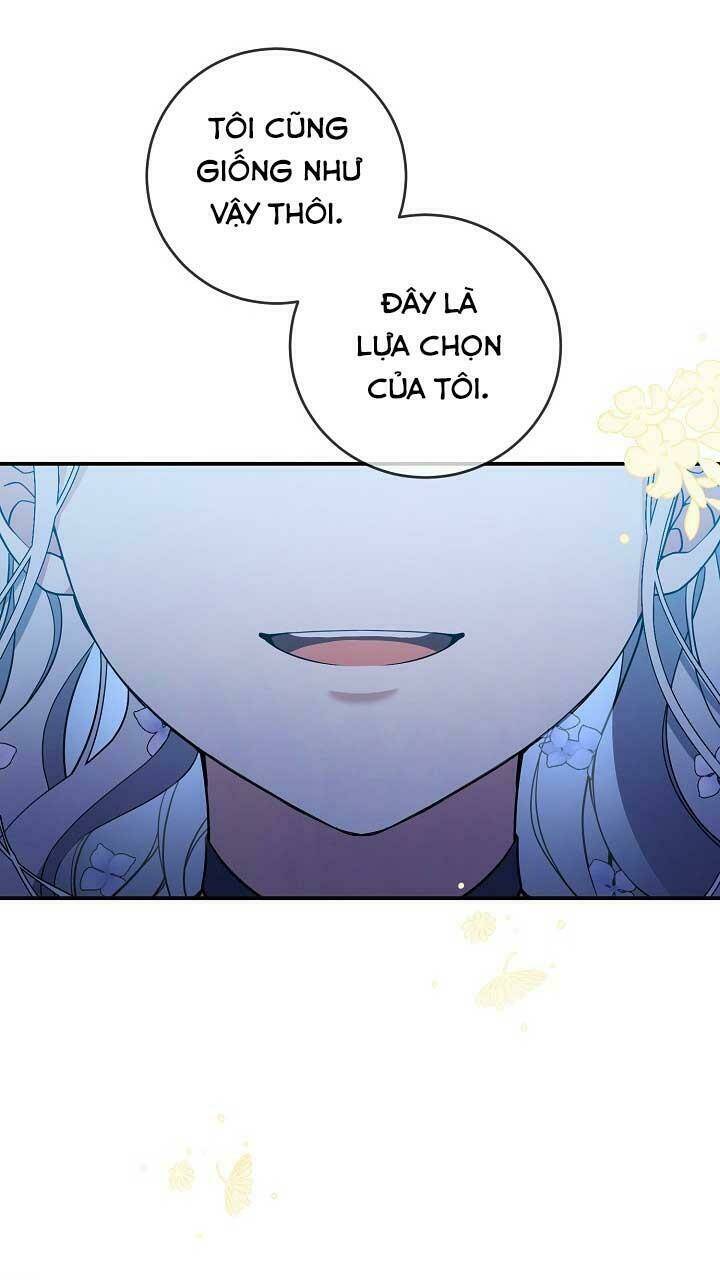 TÔI CŨNG
GIỐNG NHƯ
VẬY THÔI.
ĐÂY LÀ
LỰA CHỌN
CỦA TÔI.